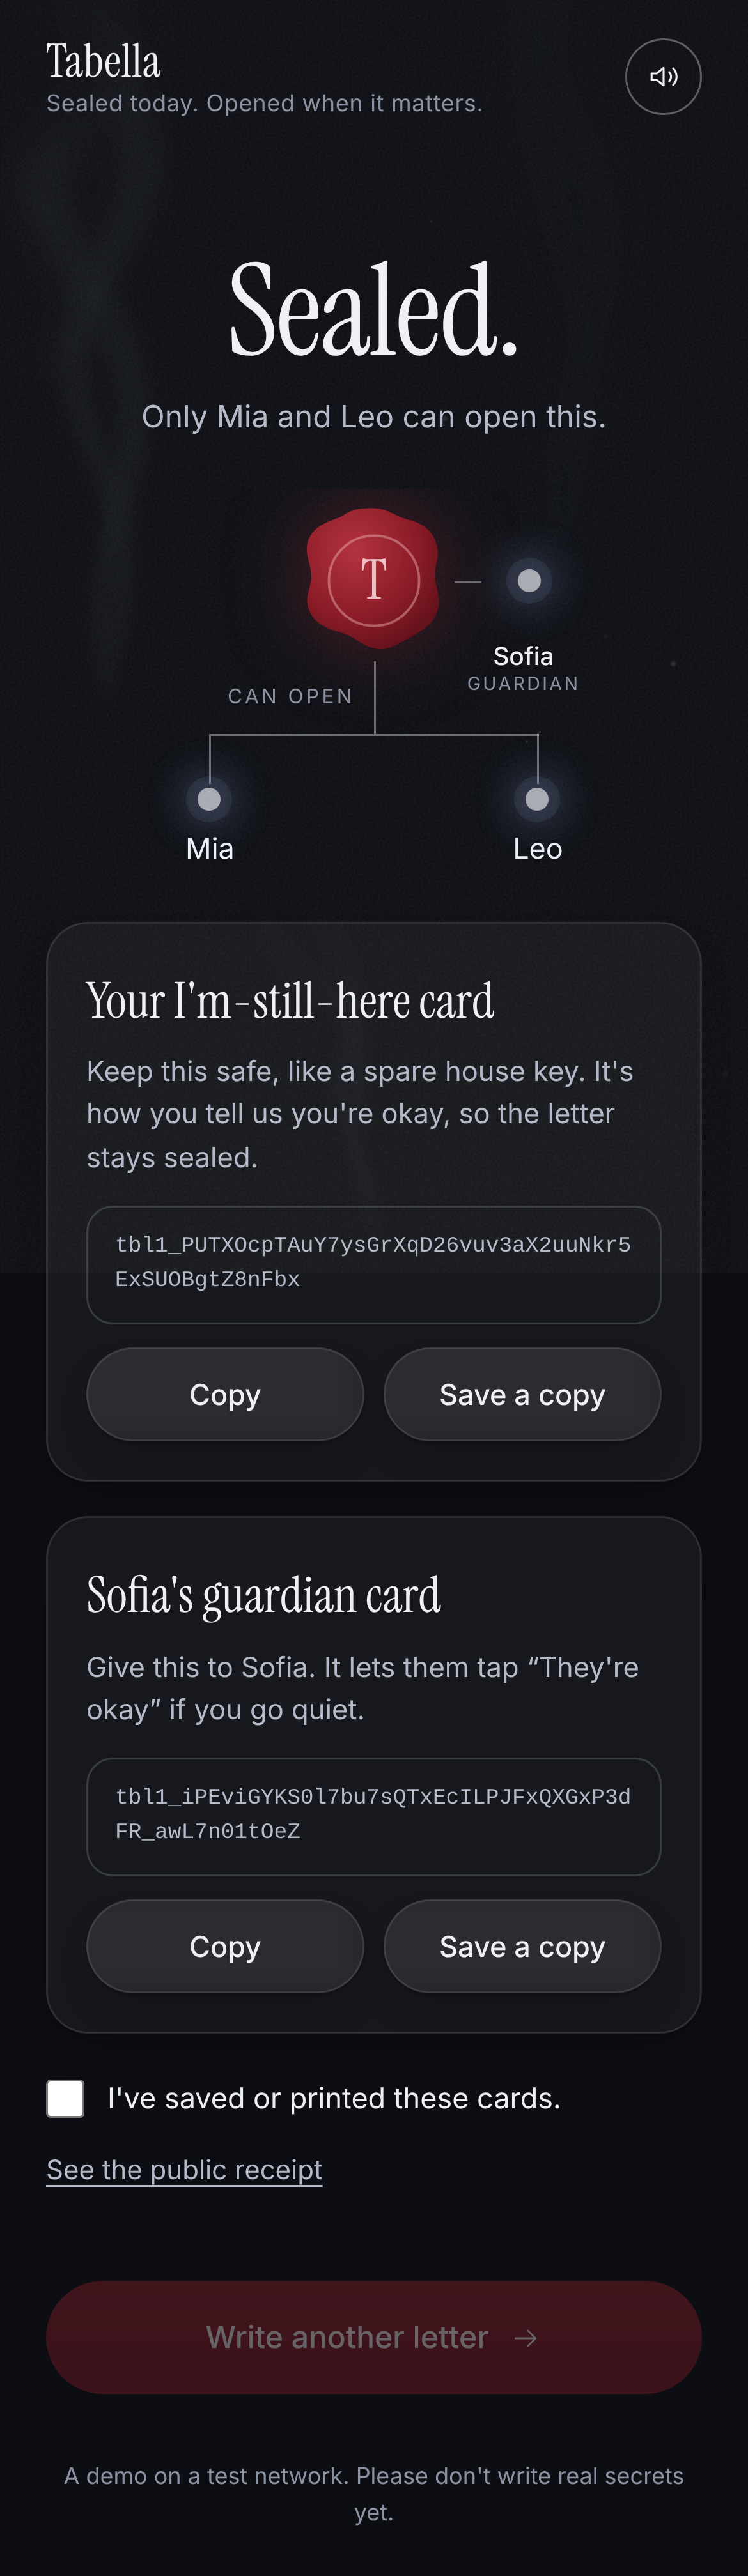 Tabella
Sealed today. Opened when it matters.
Sealed.
Only Mia and Leo can open this.
T
Sofia
GUARDIAN
CAN OPEN
Mia
Leo
Your I'm-still-here card
Keep this safe, like a spare house key. It's
how you tell us you're okay, so the letter
stays sealed.
tbl1_PUTXOcpTAuY7ysGrXqD26vuv3aX2uuNkr5
ExSUOBgtZ8nFbx
Copy
Save a copy
Sofia's guardian card
Give this to Sofia. It lets them tap “They're
okay” if you go quiet.
tbl1_iPEviGYKS0l7bu7sQTxEcILPJFxQXGxP3d
FR_awL7n01tOeZ
Copy
Save a copy
I've saved or printed these cards.
See the public receipt
Write another letter →
A demo on a test network. Please don't write real secrets
yet.